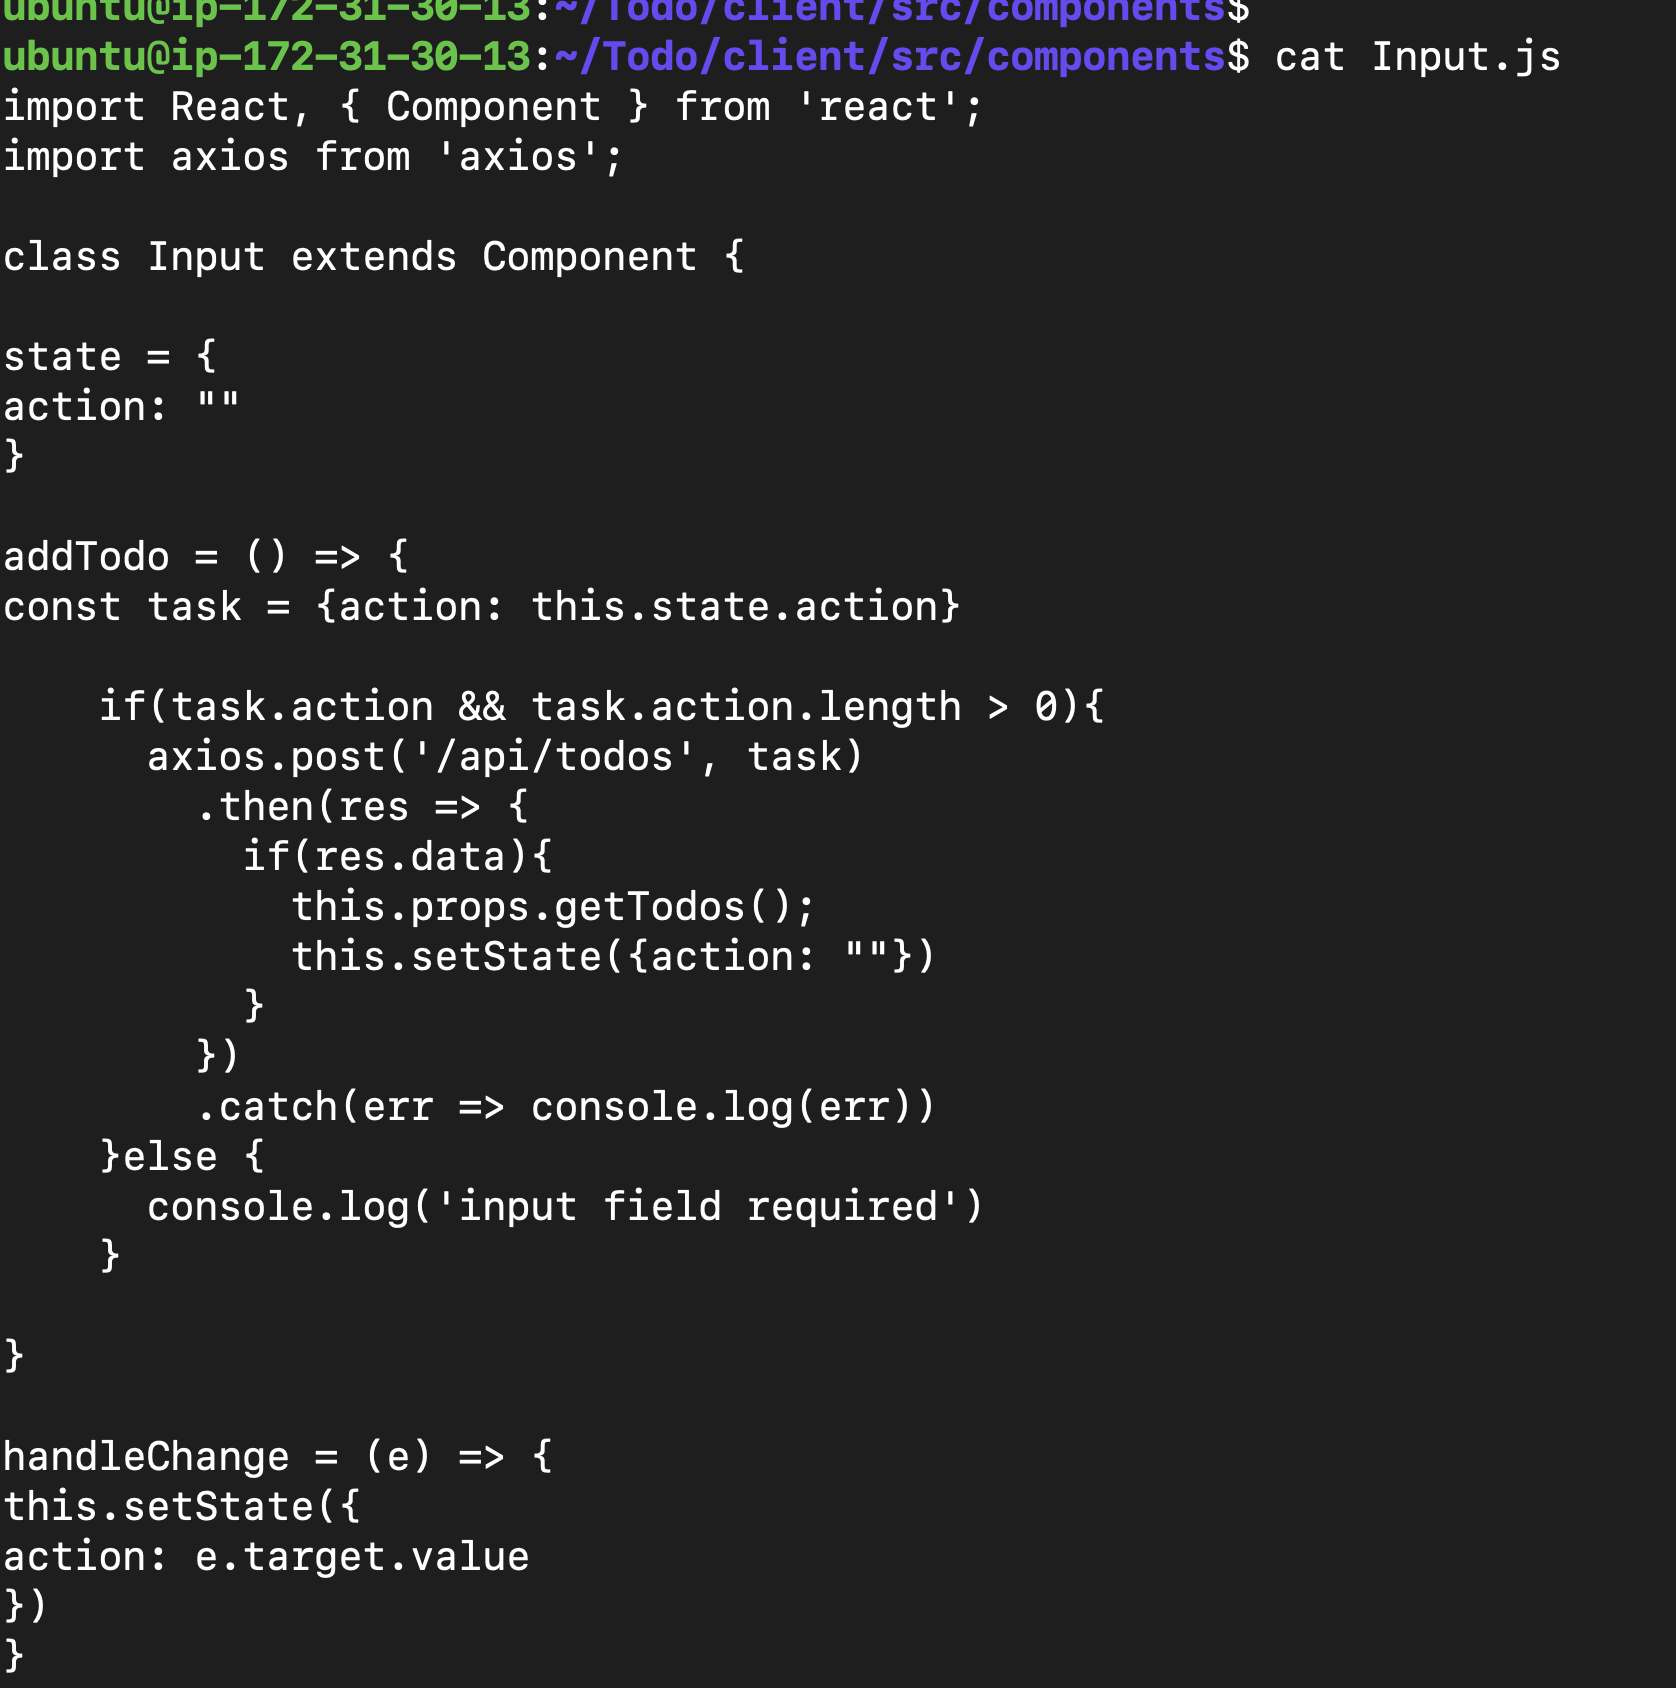 ubuntu@ip-172-31-30-13:~/Todo/client/src/components$
ubuntu@ip-172-31-30-13:~/Todo/client/src/components$ cat Input.js
import React, { Component } from 'react';
import axios from 'axios';

class Input extends Component {

state = {
action: ""
}

addTodo = () => {
const task = {action: this.state.action}

    if(task.action && task.action.length > 0){
      axios.post('/api/todos', task)
        .then(res => {
          if(res.data){
            this.props.getTodos();
            this.setState({action: ""})
          }
        })
        .catch(err => console.log(err))
    }else {
      console.log('input field required')
    }

}

handleChange = (e) => {
this.setState({
action: e.target.value
})
}